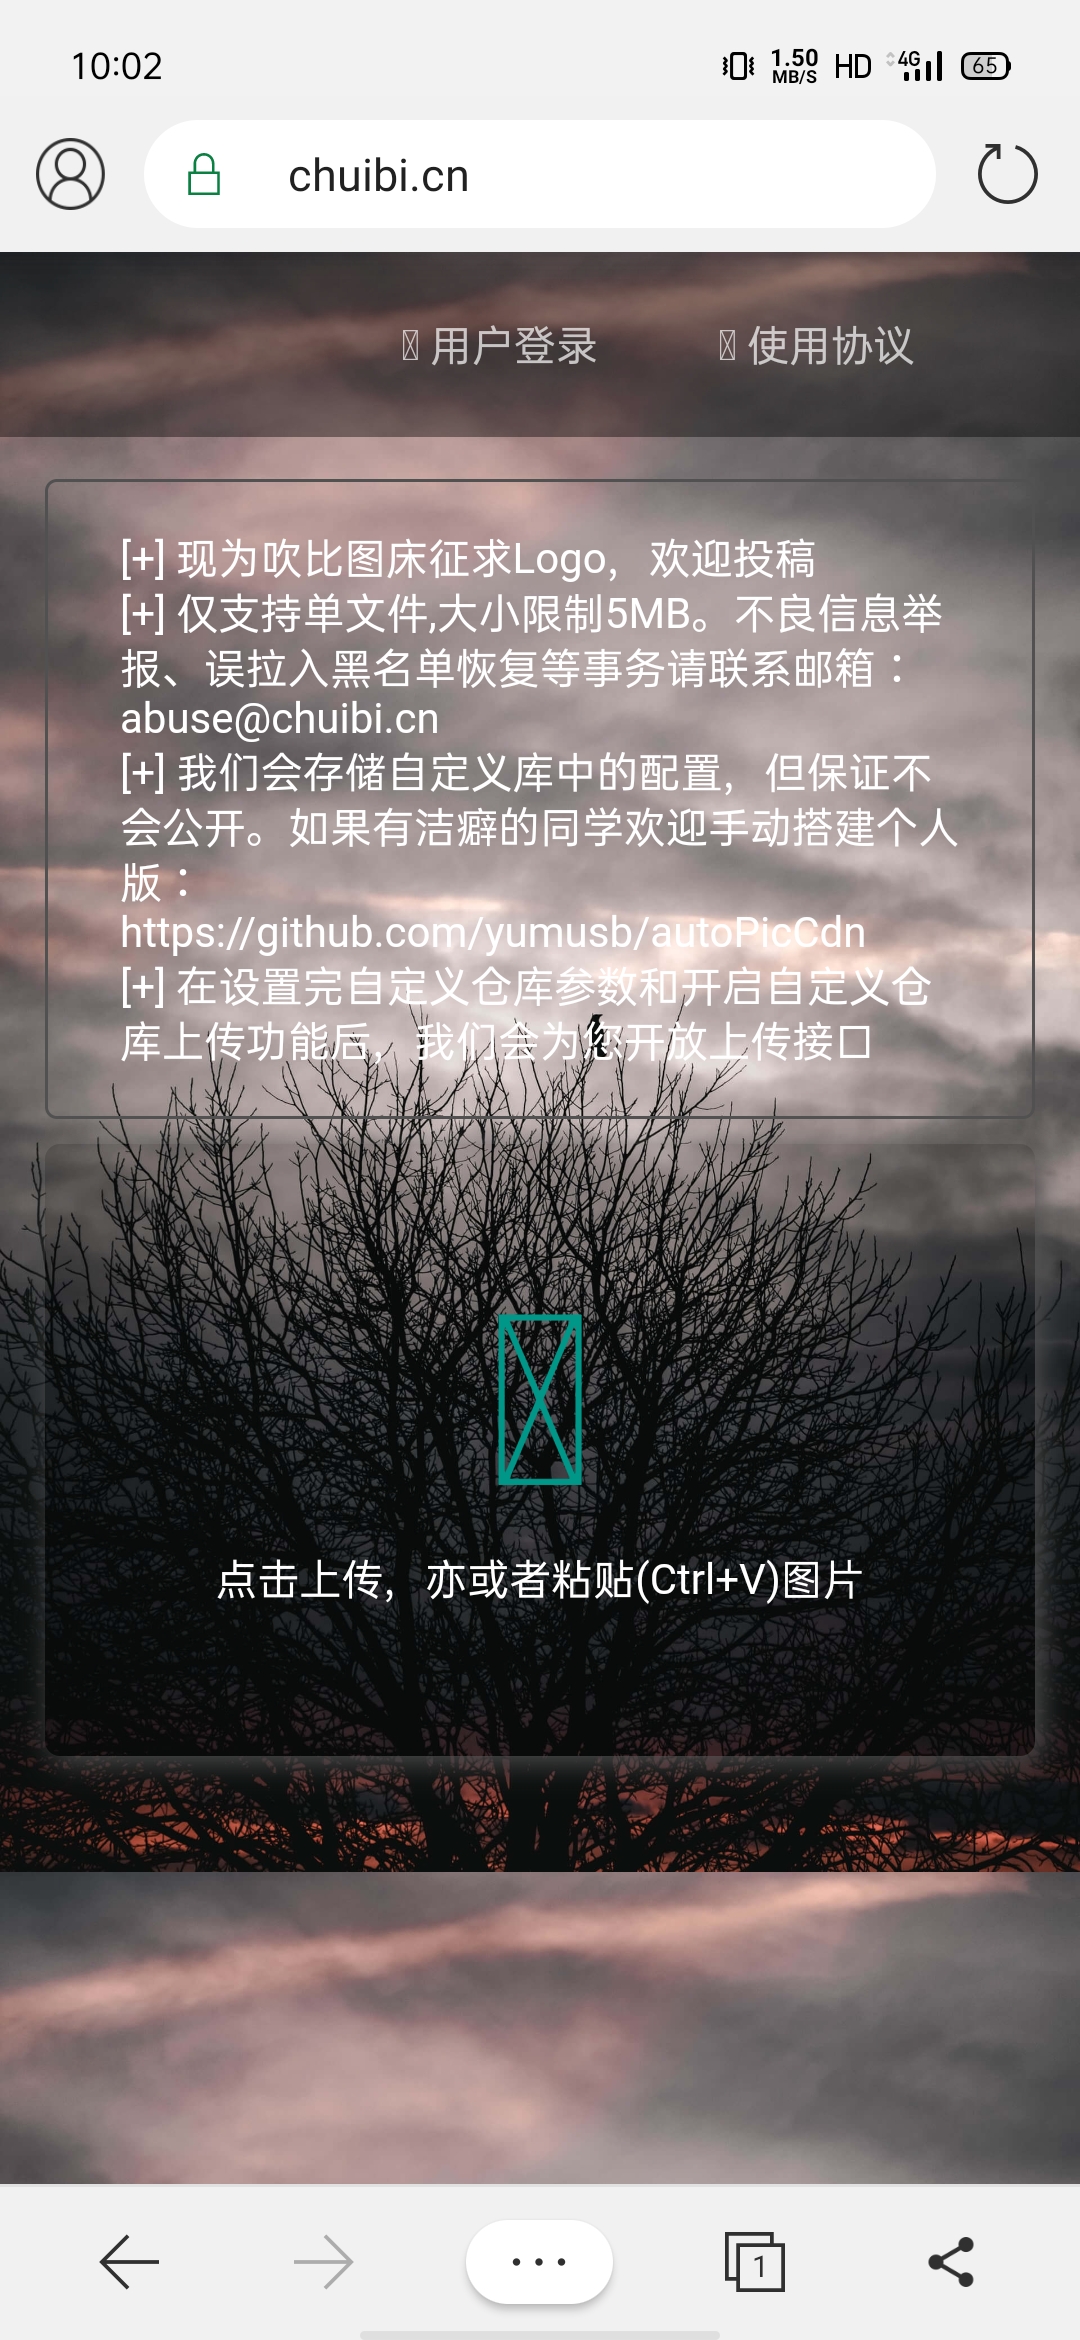 10:02
1.50 MB/S HD 4G 65
chuibi.cn
用户登录 使用协议
[+] 现为吹比图床征求Logo，欢迎投稿
[+] 仅支持单文件,大小限制5MB。不良信息举
报、误拉入黑名单恢复等事务请联系邮箱：
abuse@chuibi.cn
[+] 我们会存储自定义库中的配置，但保证不
会公开。如果有洁癖的同学欢迎手动搭建个人
版：
https://github.com/yumusb/autoPicCdn
[+] 在设置完自定义仓库参数和开启自定义仓
库上传功能后，我们会为您开放上传接口
点击上传，亦或者粘贴(Ctrl+V)图片
1